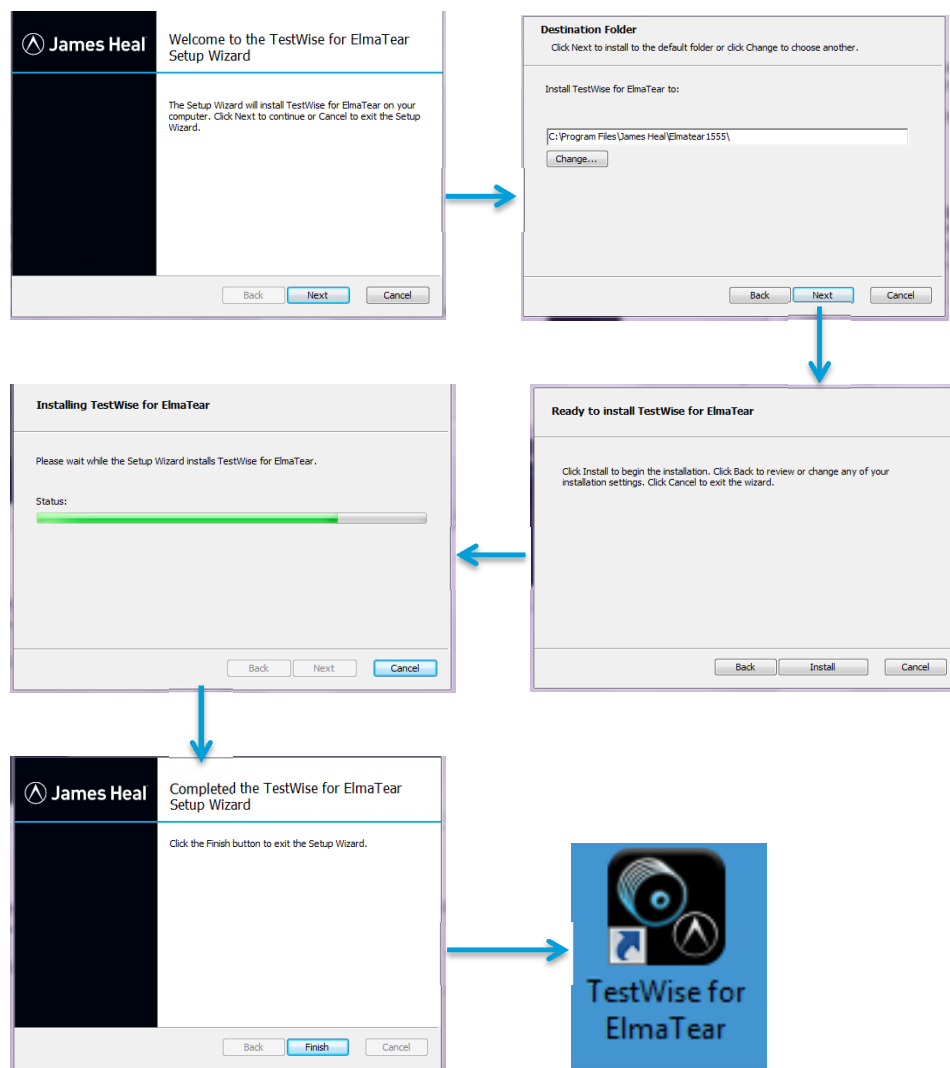 James Heal
Welcome to the TestWise for ElmaTear
Setup Wizard
The Setup Wizard will install TestWise for ElmaTear on your
computer. Click Next to continue or Cancel to exit the Setup
Wizard.
Back Next Cancel
Destination Folder
Click Next to install to the default folder or click Change to choose another.
Install TestWise for ElmaTear to:
C:\Program Files\James Heal\Elmatear1555\
Change...
Back Next Cancel
Ready to install TestWise for ElmaTear
Click Install to begin the installation. Click Back to review or change any of your
installation settings. Click Cancel to exit the wizard.
Back Install Cancel
Installing TestWise for ElmaTear
Please wait while the Setup Wizard installs TestWise for ElmaTear.
Status:
Back Next Cancel
James Heal
Completed the TestWise for ElmaTear
Setup Wizard
Click the Finish button to exit the Setup Wizard.
Back Finish Cancel
TestWise for
ElmaTear